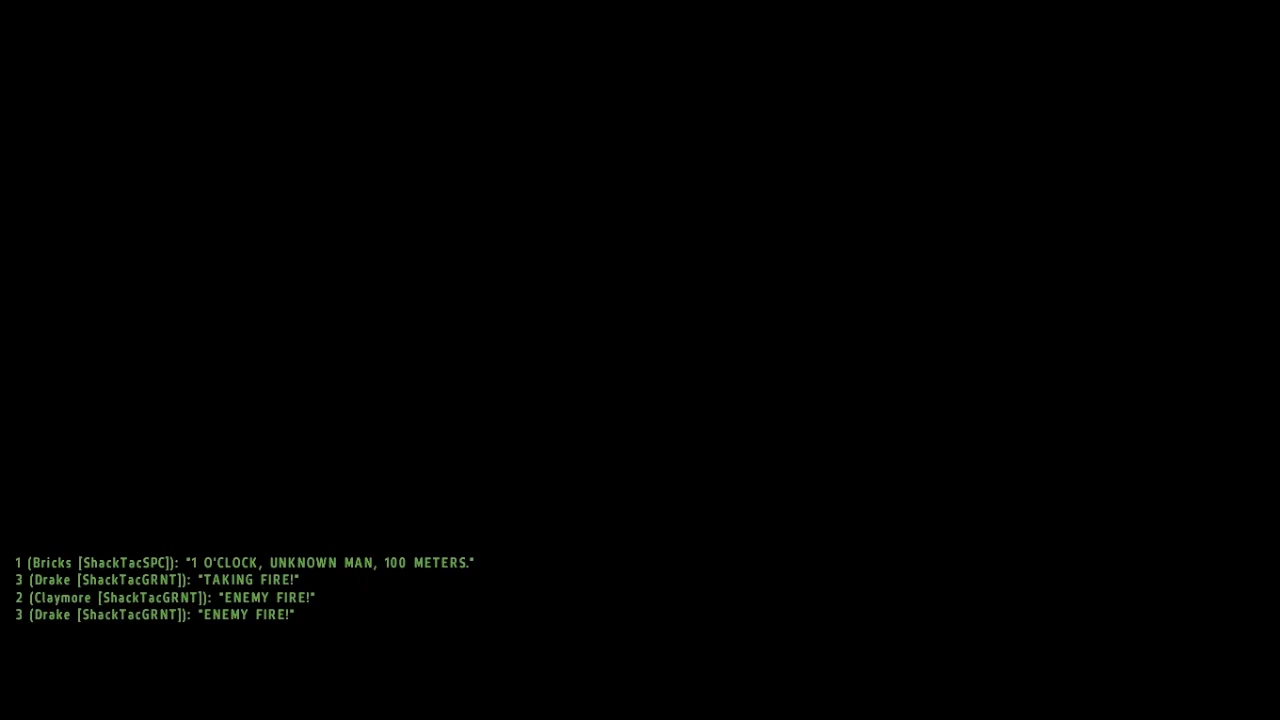 1 (Bricks [ShackTacSPC]): "1 O'CLOCK, UNKNOWN MAN, 100 METERS."
3 (Drake [ShackTacGRNT]): "TAKING FIRE!"
2 (Claymore [ShackTacGRNT]): "ENEMY FIRE!"
3 (Drake [ShackTacGRNT]): "ENEMY FIRE!"